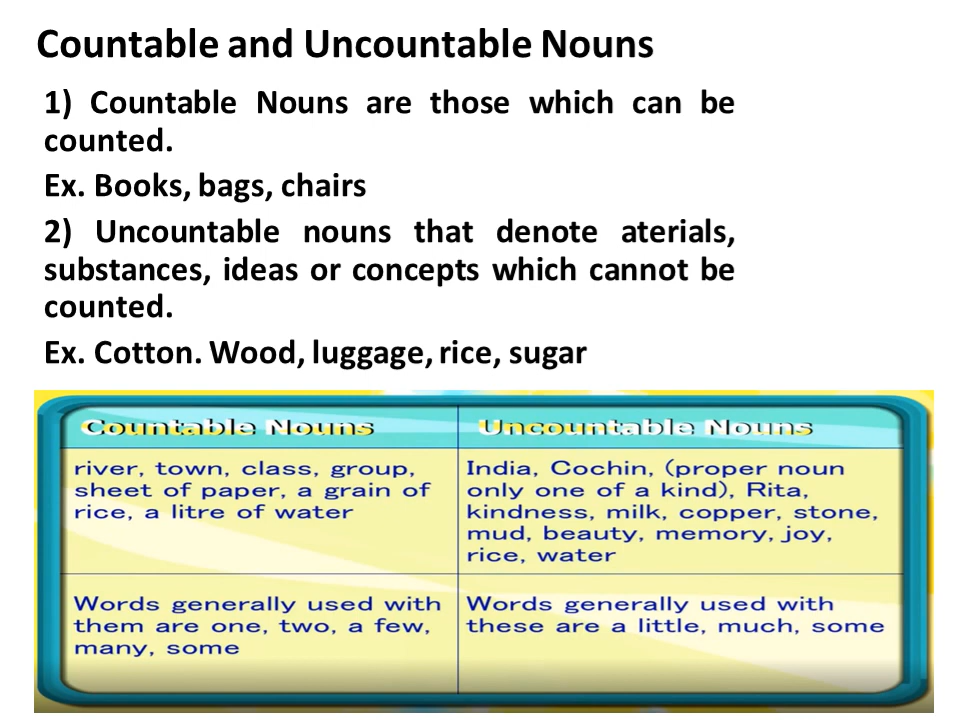 Countable and Uncountable Nouns
1) Countable Nouns are those which can be
counted.
Ex. Books, bags, chairs
2) Uncountable nouns that denote aterials,
substances, ideas or concepts which cannot be
counted.
Ex. Cotton. Wood, luggage, rice, sugar
Countable Nouns
river, town, class, group,
sheet of paper, a grain of
rice, a litre of water
Uncountable Nouns
India, Cochin, (proper noun
only one of a kind), Rita,
kindness, milk, copper, stone,
mud, beauty, memory, joy,
rice, water
Words generally used with
them are one, two, a few,
many, some
Words generally used with
these are a little, much, some